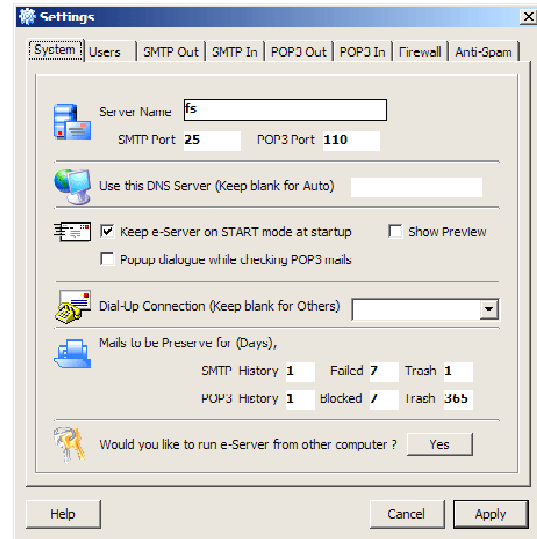 Settings
System Users SMTP Out SMTP In POP3 Out POP3 In Firewall Anti-Spam
Server Name fs
SMTP Port 25 POP3 Port 110
Use this DNS Server (Keep blank for Auto)
Keep e-Server on START mode at startup Show Preview
Popup dialogue while checking POP3 mails
Dial-Up Connection (Keep blank for Others)
Mails to be Preserve for (Days),
SMTP History 1 Failed 7 Trash 1
POP3 History 1 Blocked 7 Trash 365
Would you like to run e-Server from other computer ? Yes
Help Cancel Apply